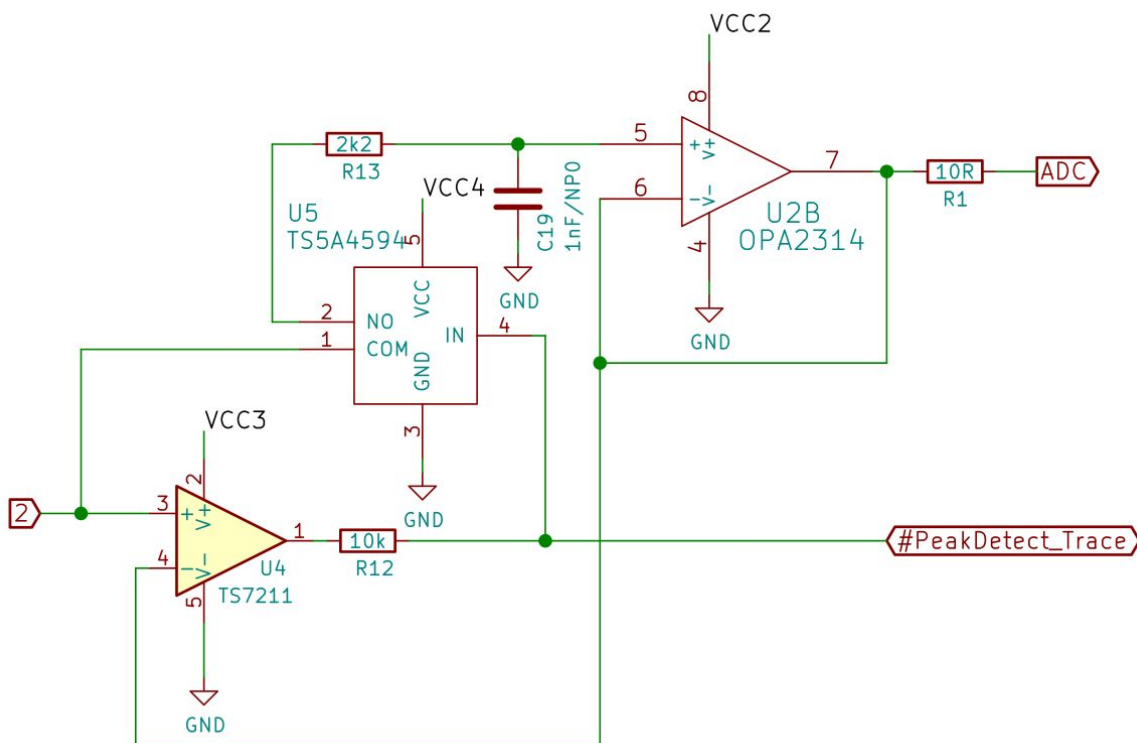 VCC2
8
2k2
R13
5
V+
+
7
10R
R1
ADC
6
−
V-
4
U2B
OPA2314
GND
VCC4
C19
1nF/NP0
GND
U5
TS5A4594
5
VCC
2
NO
1
COM
IN
4
GND
3
GND
VCC3
2
2
3
+
V+
1
10k
R12
#PeakDetect_Trace
4
−
V-
U4
TS7211
5
GND